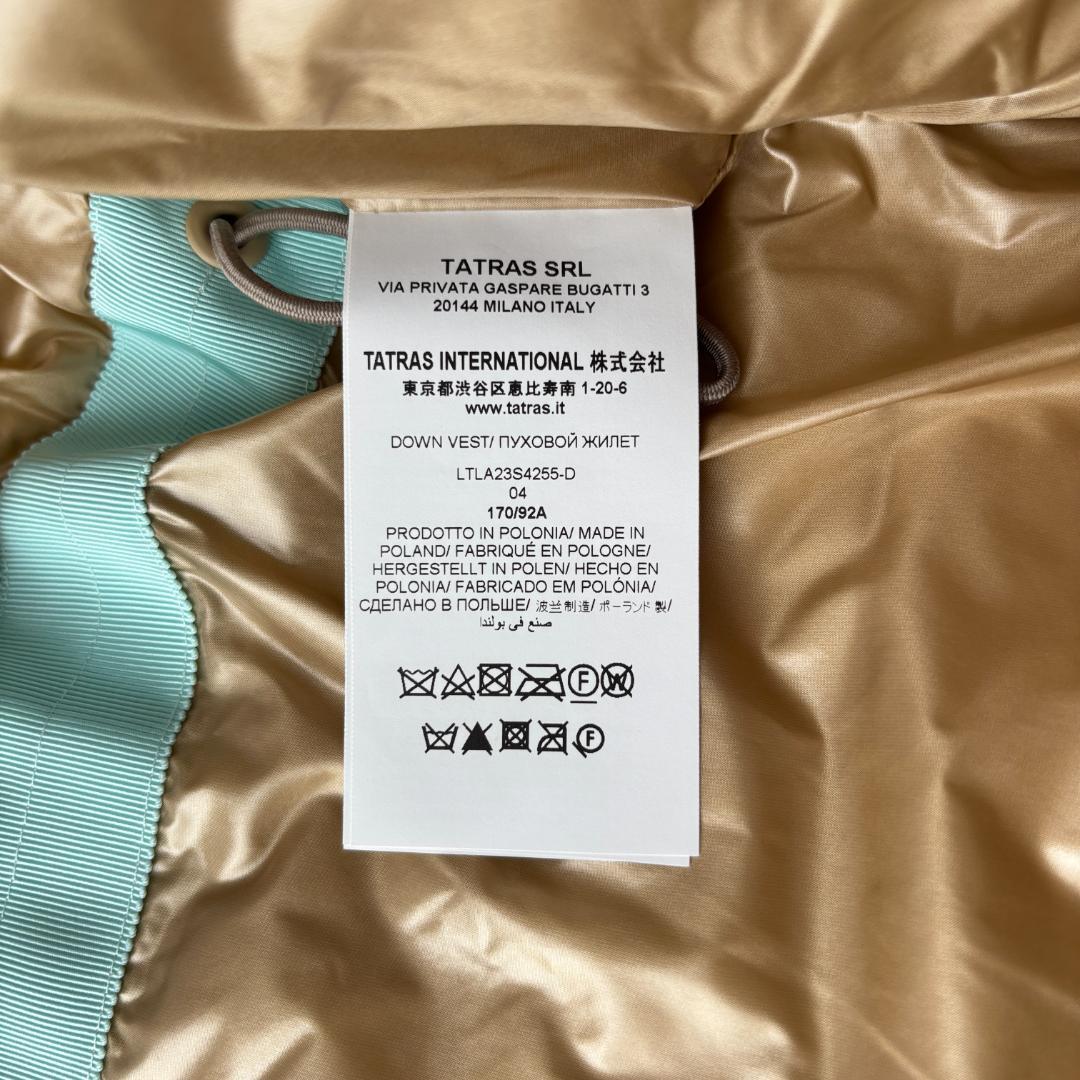 TATRAS SRL
VIA PRIVATA GASPARE BUGATTI 3
20144 MILANO ITALY
TATRAS INTERNATIONAL 株式会社
東京都渋谷区恵比寿南 1-20-6
www.tatras.it
DOWN VEST/ ПУХОВОЙ ЖИЛЕТ
LTLA23S4255-D
04
170/92A
PRODOTTO IN POLONIA/ MADE IN
POLAND/ FABRIQUÉ EN POLOGNE/
HERGESTELLT IN POLEN/ HECHO EN
POLONIA/ FABRICADO EM POLÓNIA/
СДЕЛАНО В ПОЛЬШЕ/ 波兰制造/ ポーランド製/
صنع في بولندا
F W
F